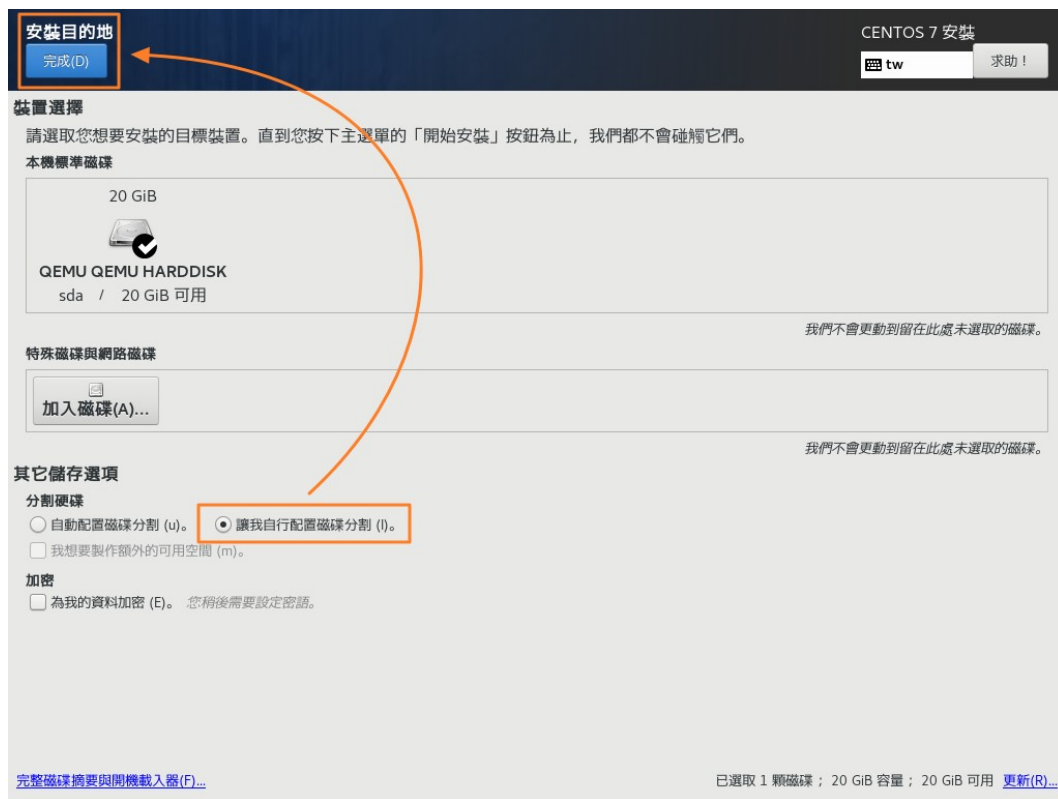 安裝目的地
完成(D)
CENTOS 7 安裝
tw
求助！
裝置選擇
請選取您想要安裝的目標裝置。直到您按下主選單的「開始安裝」按鈕為止，我們都不會碰觸它們。
本機標準磁碟
20 GiB
QEMU QEMU HARDDISK
sda / 20 GiB 可用
我們不會更動到留在此處未選取的磁碟。
特殊磁碟與網路磁碟
加入磁碟(A)...
我們不會更動到留在此處未選取的磁碟。
其它儲存選項
分割硬碟
自動配置磁碟分割 (u)。 讓我自行配置磁碟分割 (I)。
我想要製作額外的可用空間 (m)。
加密
為我的資料加密 (E)。 您稍後需要設定密語。
完整磁碟摘要與開機載入器(F)... 已選取 1 顆磁碟； 20 GiB 容量； 20 GiB 可用 更新(R)...